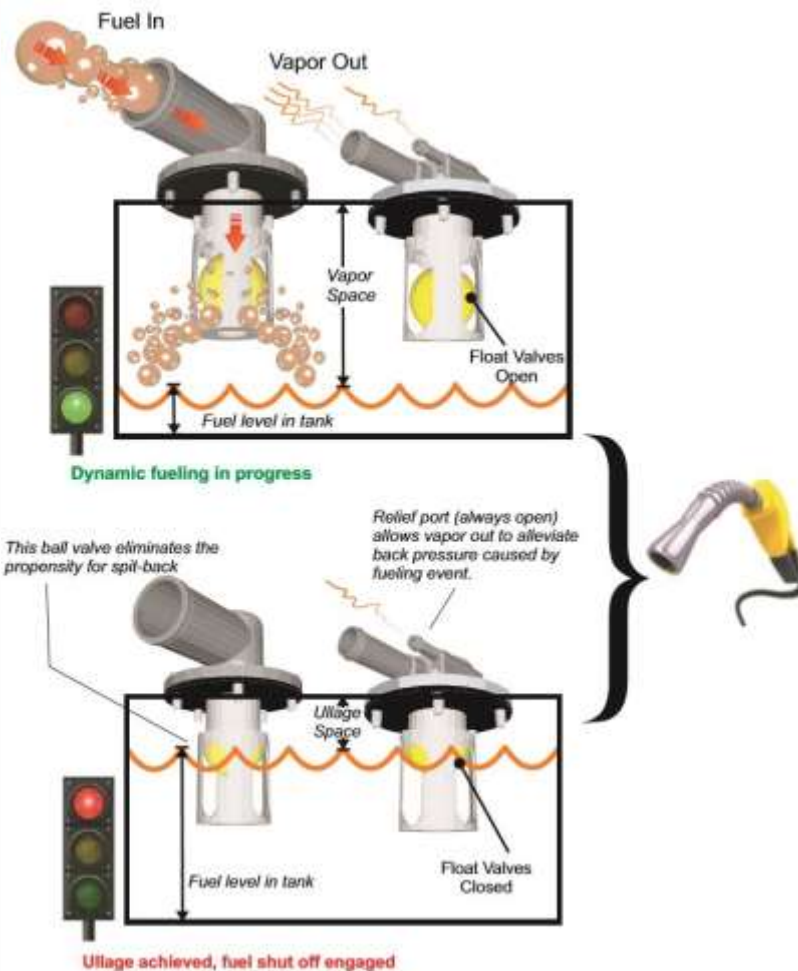 Fuel In
Vapor Out
Vapor
Space
Float Valves
Open
Fuel level in tank
Dynamic fueling in progress
This ball valve eliminates the
propensity for spit-back
Relief port (always open)
allows vapor out to alleviate
back pressure caused by
fueling event.
Ullage
Space
Fuel level in tank
Float Valves
Closed
Ullage achieved, fuel shut off engaged